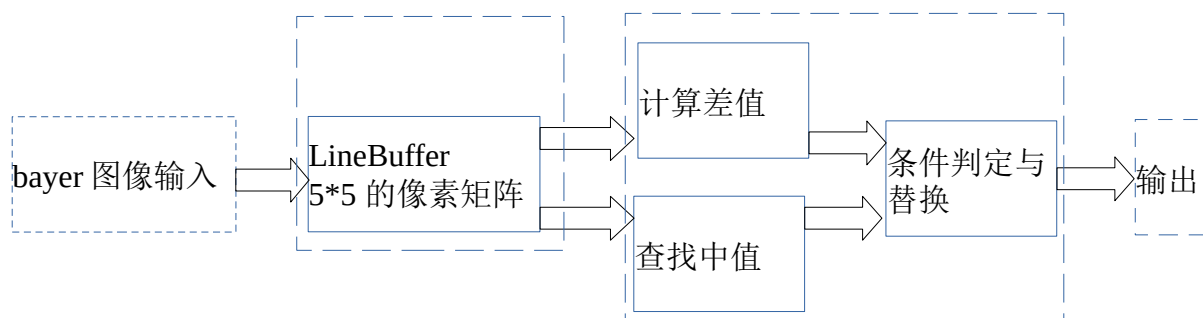 bayer 图像输入
LineBuffer
5*5 的像素矩阵
计算差值
查找中值
条件判定与
替换
输出